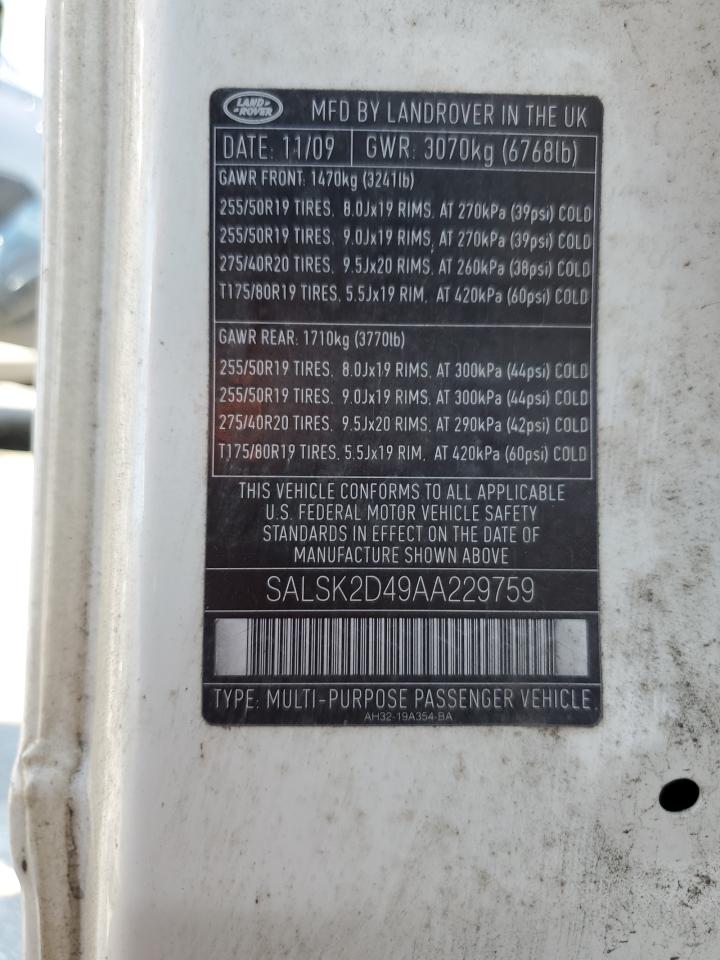 LAND ROVER
MFD BY LANDROVER IN THE UK
DATE: 11/09 GWR: 3070kg (6768lb)
GAWR FRONT: 1470kg (3241lb)
255/50R19 TIRES, 8.0Jx19 RIMS, AT 270kPa (39psi) COLD
255/50R19 TIRES, 9.0Jx19 RIMS, AT 270kPa (39psi) COLD
275/40R20 TIRES, 9.5Jx20 RIMS, AT 260kPa (38psi) COLD
T175/80R19 TIRES, 5.5Jx19 RIM, AT 420kPa (60psi) COLD
GAWR REAR: 1710kg (3770lb)
255/50R19 TIRES, 8.0Jx19 RIMS, AT 300kPa (44psi) COLD
255/50R19 TIRES, 9.0Jx19 RIMS, AT 300kPa (44psi) COLD
275/40R20 TIRES, 9.5Jx20 RIMS, AT 290kPa (42psi) COLD
T175/80R19 TIRES, 5.5Jx19 RIM, AT 420kPa (60psi) COLD
THIS VEHICLE CONFORMS TO ALL APPLICABLE
U.S. FEDERAL MOTOR VEHICLE SAFETY
STANDARDS IN EFFECT ON THE DATE OF
MANUFACTURE SHOWN ABOVE
SALSK2D49AA229759
TYPE: MULTI-PURPOSE PASSENGER VEHICLE
AH32-19A354-BA